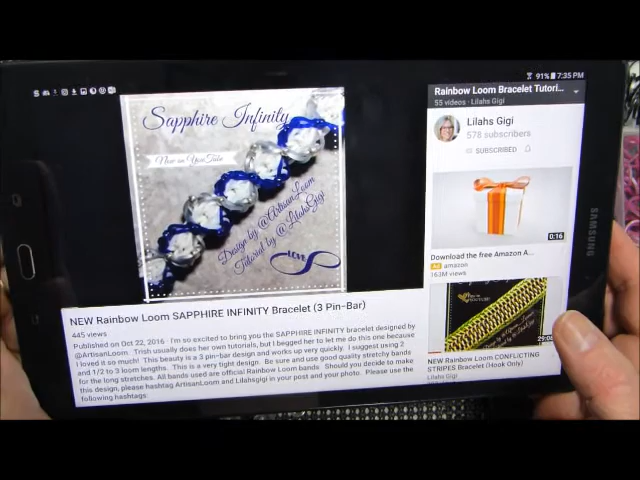 91% 7:35 PM
Sapphire Infinity
New on YouTube
Design by @ArtisanLoom
Tutorial by @LilahsGigi
LOVE
NEW Rainbow Loom SAPPHIRE INFINITY Bracelet (3 Pin-Bar)
445 views
Published on Oct 22, 2016 · I'm so excited to bring you the SAPPHIRE INFINITY bracelet designed by
@ArtisanLoom. Trish usually does her own tutorials, but I begged her to let me do this one because
I loved it so much! This beauty is a 3 pin-bar design and works up very quickly. I suggest using 2
and 1/2 to 3 loom lengths. This is a very tight design. Be sure and use good quality stretchy bands
for the long stretches. All bands used are official Rainbow Loom bands. Should you decide to make
this design, please hashtag ArtisanLoom and Lilahsgigi in your post and your photo. Please use the
following hashtags:
Rainbow Loom Bracelet Tutori...
55 videos · Lilahs Gigi
Lilahs Gigi
578 subscribers
SUBSCRIBED
0:16
Download the free Amazon A...
Ad amazon
163M views
29:08
NEW Rainbow Loom CONFLICTING
STRIPES Bracelet (Hook Only)
Lilahs Gigi
SAMSUNG